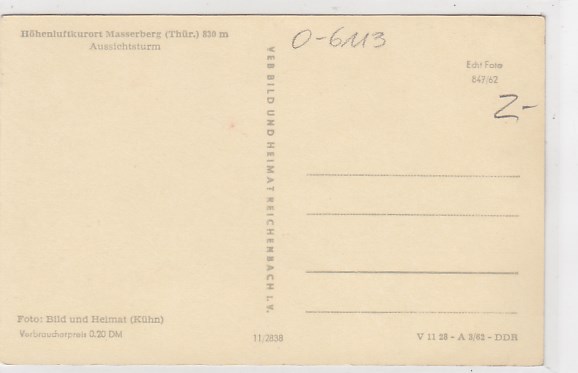 Höhenluftkurort Masserberg (Thür.) 830 m
Aussichtsturm
O-6113
Echt Foto
847/62
2-
VEB BILD UND HEIMAT REICHENBACH I. V.
Foto: Bild und Heimat (Kühn)
Verbraucherpreis 0.20 DM
11/2838
V 11 28 - A 3/62 - DDR